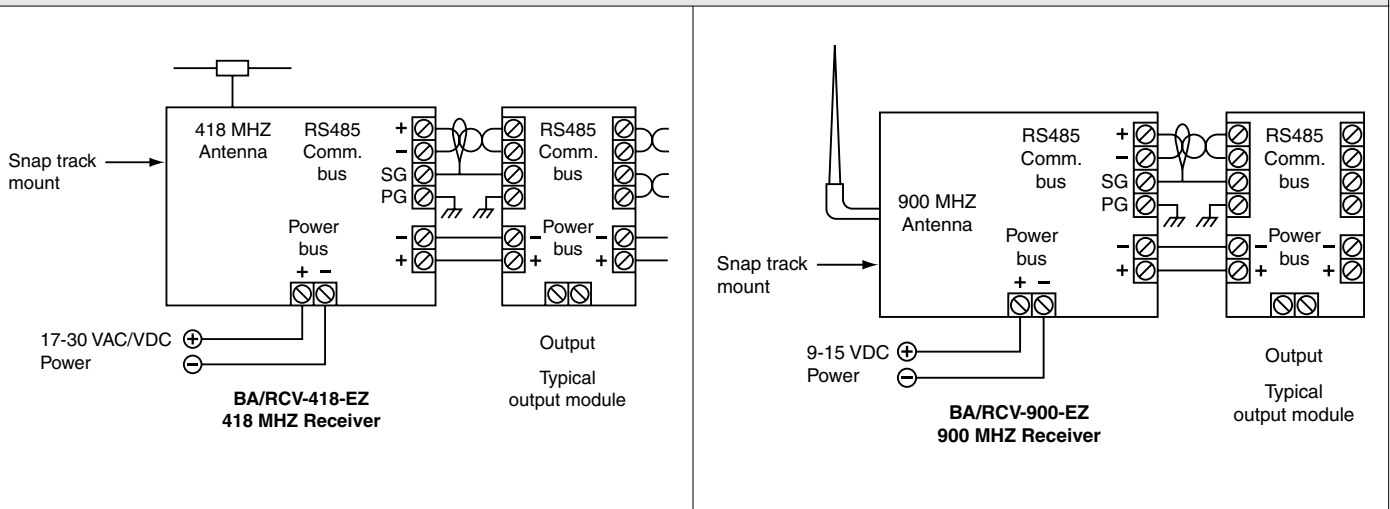 418 MHZ
Antenna
RS485
Comm.
bus
+
−
SG
PG
RS485
Comm.
bus
Snap track
mount
Power
bus
+ −
−
+
−
+
Power
bus
−
+
17-30 VAC/VDC +
Power −
BA/RCV-418-EZ
418 MHZ Receiver
Output
Typical
output module
900 MHZ
Antenna
RS485
Comm.
bus
+
−
SG
PG
RS485
Comm.
bus
Snap track
mount
Power
bus
+ −
−
+
−
+
Power
bus
−
+
9-15 VDC +
Power −
BA/RCV-900-EZ
900 MHZ Receiver
Output
Typical
output module